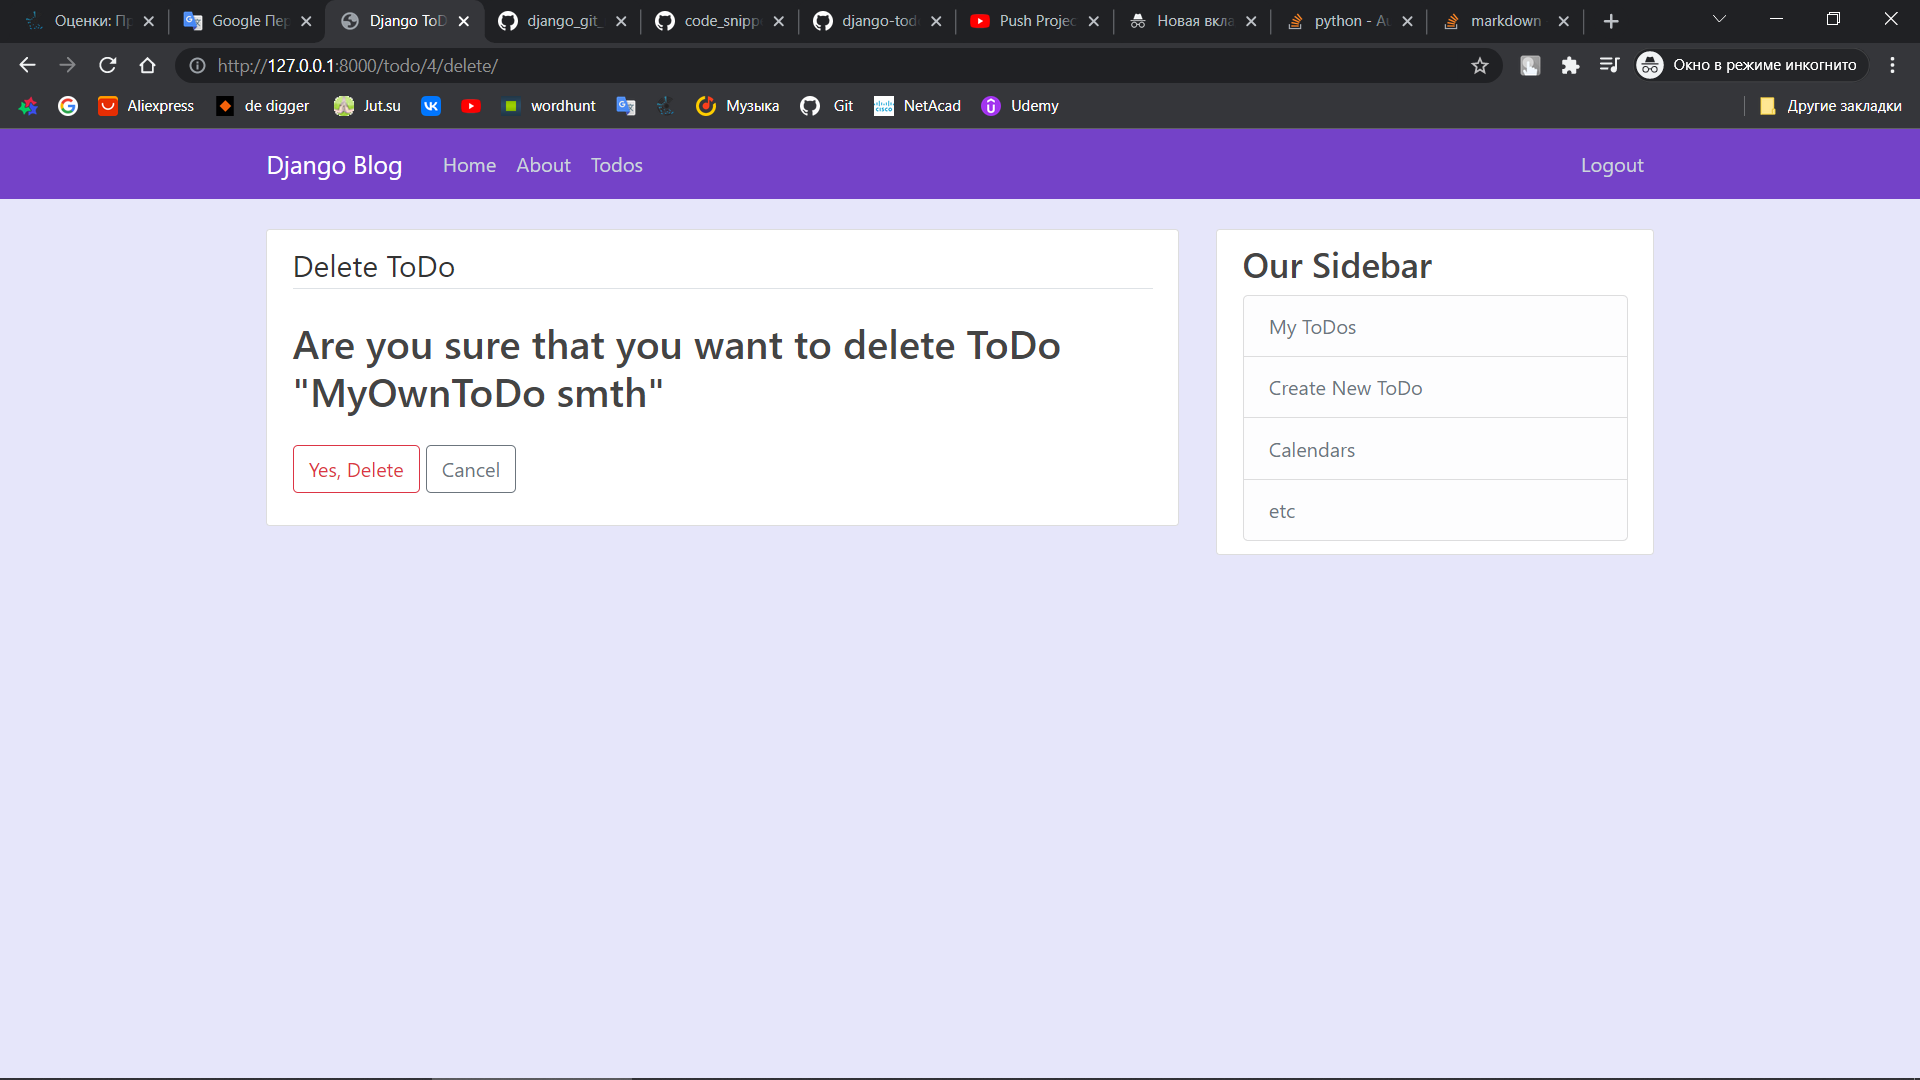 Оценки: Пр
Google Пер
Django ToD
django_git_
code_snippe
django-tod
Push Projec
Новая вкла
python - Au
markdown
http://127.0.0.1:8000/todo/4/delete/
Окно в режиме инкогнито
Aliexpress
de digger
Jut.su
wordhunt
Музыка
Git
NetAcad
Udemy
Другие закладки
Django Blog
Home
About
Todos
Logout
Delete ToDo
Are you sure that you want to delete ToDo
"MyOwnToDo smth"
Yes, Delete
Cancel
Our Sidebar
My ToDos
Create New ToDo
Calendars
etc